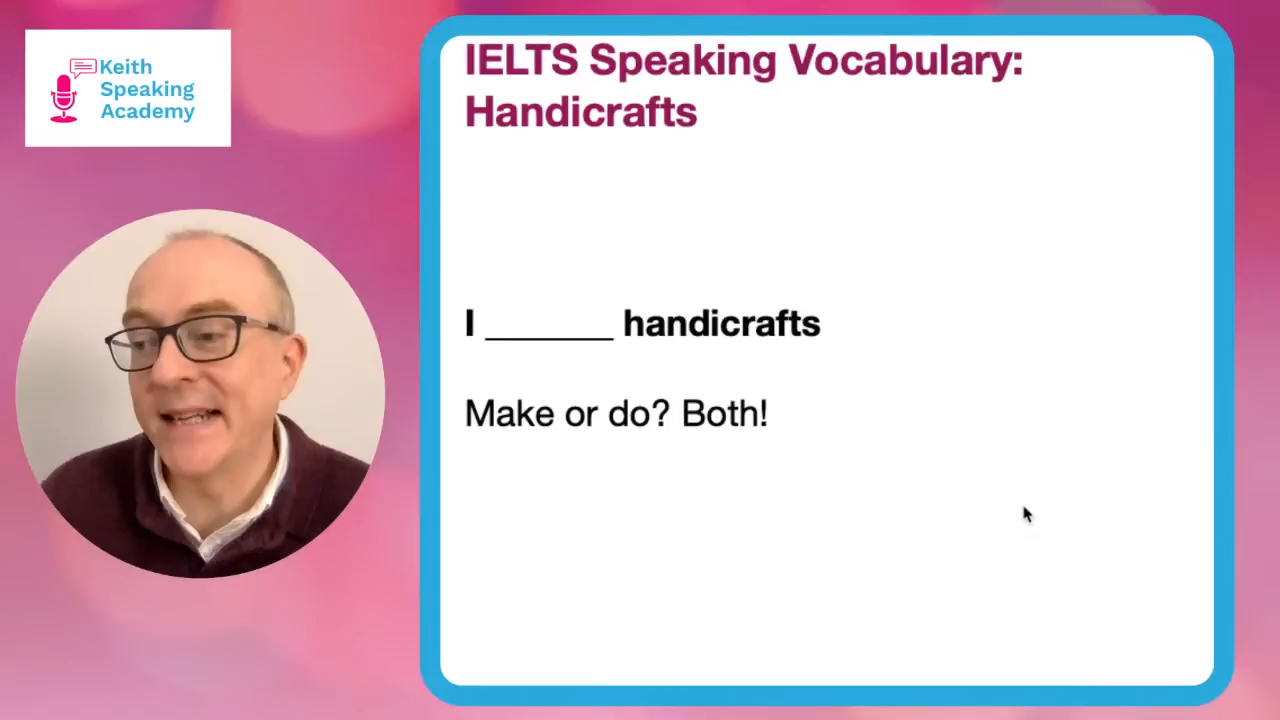 Keith
Speaking
Academy
IELTS Speaking Vocabulary:
Handicrafts
I _______ handicrafts
Make or do? Both!